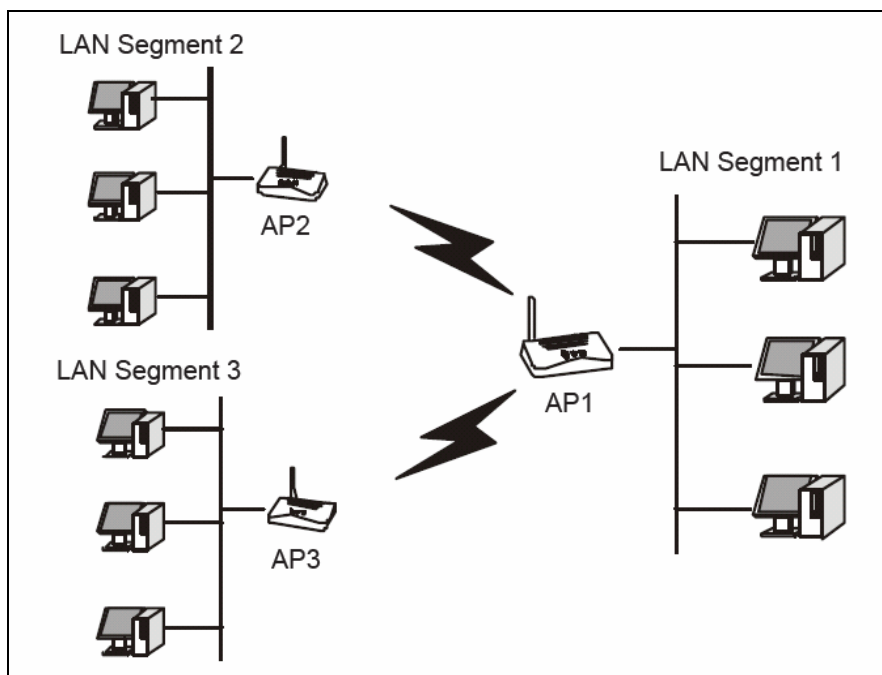 LAN Segment 2
AP2
LAN Segment 1
AP1
LAN Segment 3
AP3